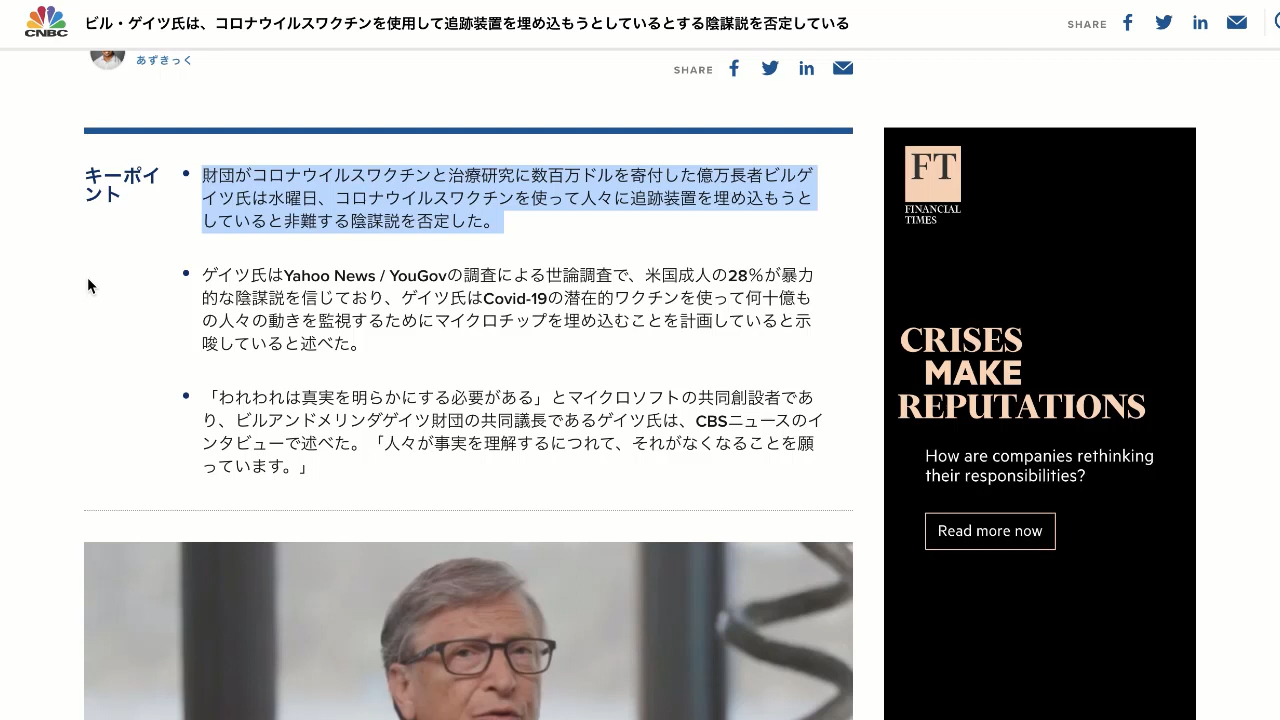 CNBC
ビル・ゲイツ氏は、コロナウイルスワクチンを使用して追跡装置を埋め込もうとしているとする陰謀説を否定している
SHARE
あずきっく
SHARE
キーポイ
ント
財団がコロナウイルスワクチンと治療研究に数百万ドルを寄付した億万長者ビルゲ
イツ氏は水曜日、コロナウイルスワクチンを使って人々に追跡装置を埋め込もうと
していると非難する陰謀説を否定した。
ゲイツ氏はYahoo News / YouGovの調査による世論調査で、米国成人の28%が暴力
的な陰謀説を信じており、ゲイツ氏はCovid-19の潜在的ワクチンを使って何十億も
の人々の動きを監視するためにマイクロチップを埋め込むことを計画していると示
唆していると述べた。
「われわれは真実を明らかにする必要がある」とマイクロソフトの共同創設者であ
り、ビルアンドメリンダゲイツ財団の共同議長であるゲイツ氏は、CBSニュースのイ
ンタビューで述べた。「人々が事実を理解するにつれて、それがなくなることを願
っています。」
FT
FINANCIAL
TIMES
CRISES
MAKE
REPUTATIONS
How are companies rethinking
their responsibilities?
Read more now